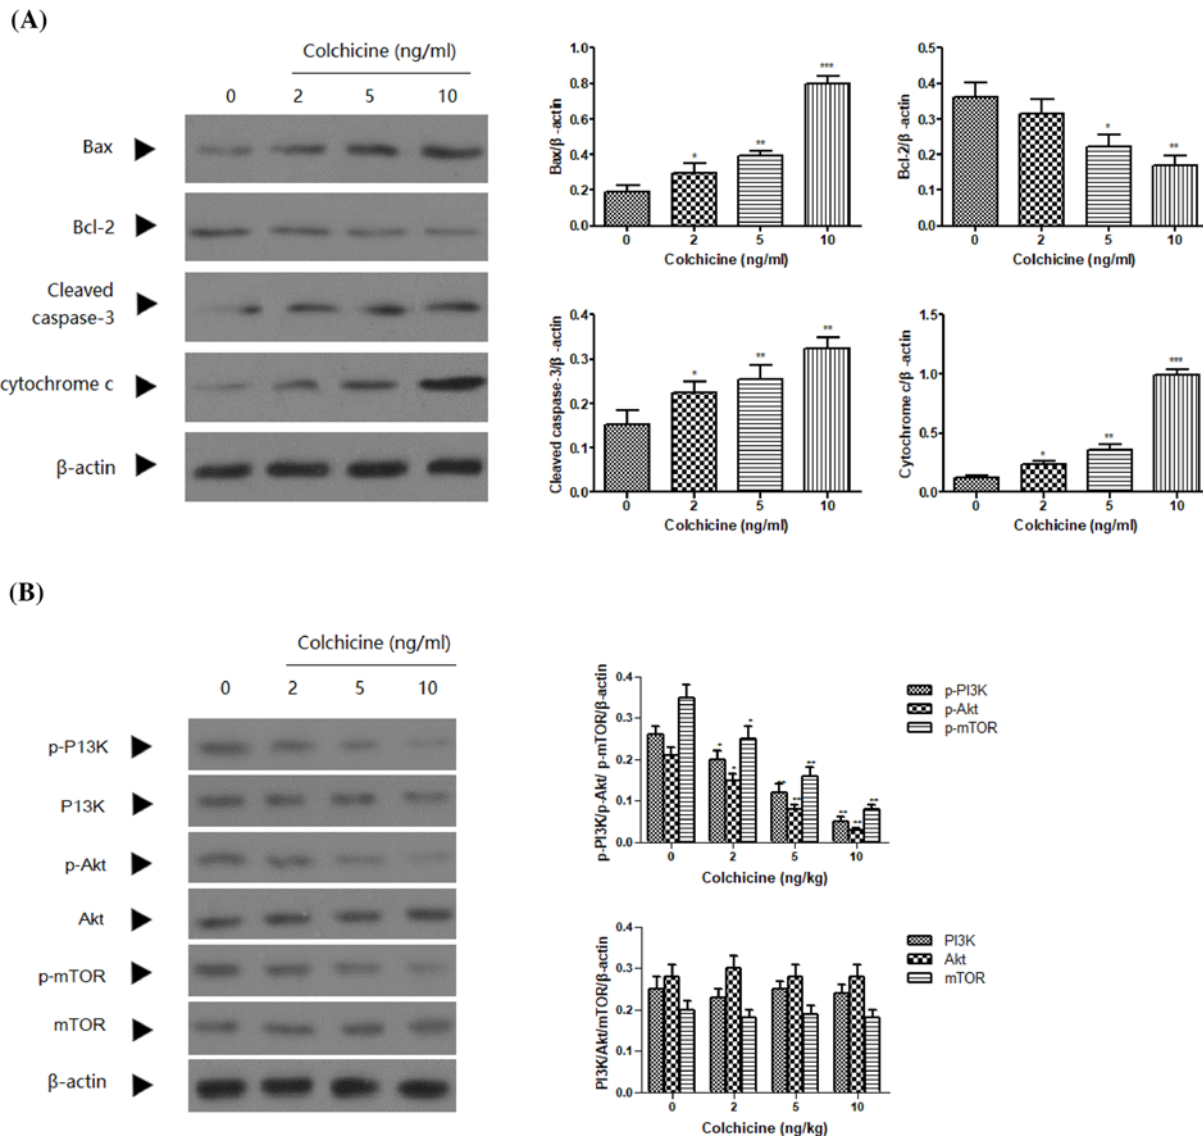 (A)
Colchicine (ng/ml)
0 2 5 10
Bax
Bcl-2
Cleaved
caspase-3
cytochrome c
β-actin
Bax/β -actin
1.0
0.8
0.6
0.4
0.2
0.0
* ** ***
0 2 5 10
Colchicine (ng/ml)
Bcl-2/β -actin
0.5
0.4
0.3
0.2
0.1
0.0
* **
0 2 5 10
Colchicine (ng/ml)
Cleaved caspase-3/β -actin
0.4
0.3
0.2
0.1
0.0
* ** **
0 2 5 10
Colchicine (ng/ml)
Cytochrome c/β -actin
1.5
1.0
0.5
0.0
* ** ***
0 2 5 10
Colchicine (ng/ml)
(B)
Colchicine (ng/ml)
0 2 5 10
p-P13K
P13K
p-Akt
Akt
p-mTOR
mTOR
β-actin
p-PI3K/p-Akt/ p-mTOR/β-actin
0.4
0.3
0.2
0.1
0.0
* * * ** ** ** ** ** **
0 2 5 10
Colchicine (ng/kg)
p-PI3K
p-Akt
p-mTOR
PI3K/Akt/mTOR/β-actin
0.4
0.3
0.2
0.1
0.0
0 2 5 10
Colchicine (ng/kg)
PI3K
Akt
mTOR